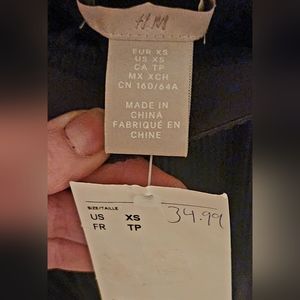 H&M
EUR XS
US XS
CA TP
MX XCH
CN 160/64A
MADE IN
CHINA
FABRIQUÉ EN
CHINE
SIZE/TAILLE
US XS 34.99
FR TP